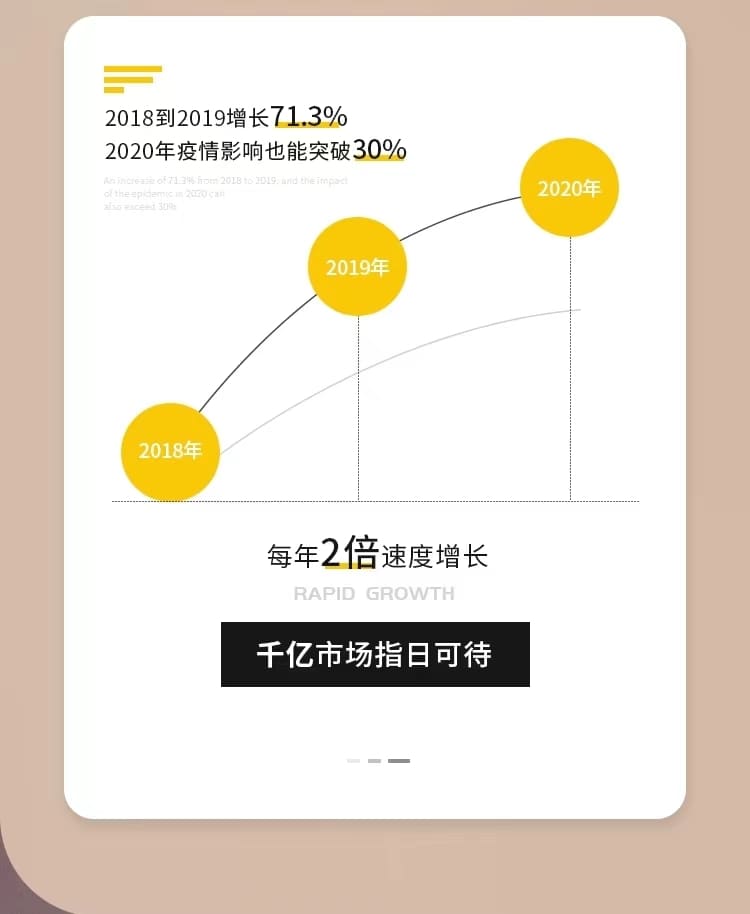 2018到2019增长71.3%
2020年疫情影响也能突破30%
An increase of 71.3% from 2018 to 2019, and the impact
of the epidemic in 2020 can
also exceed 30%
2020年
2019年
2018年
每年2倍速度增长
RAPID GROWTH
千亿市场指日可待